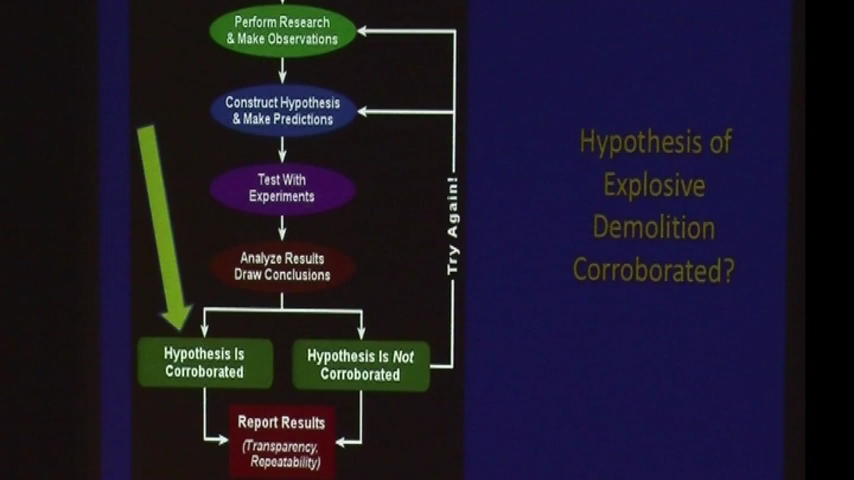 Perform Research
& Make Observations
Construct Hypothesis
& Make Predictions
Test With
Experiments
Analyze Results
Draw Conclusions
Try Again!
Hypothesis Is
Corroborated
Hypothesis Is Not
Corroborated
Report Results
(Transparency,
Repeatability)
Hypothesis of
Explosive
Demolition
Corroborated?